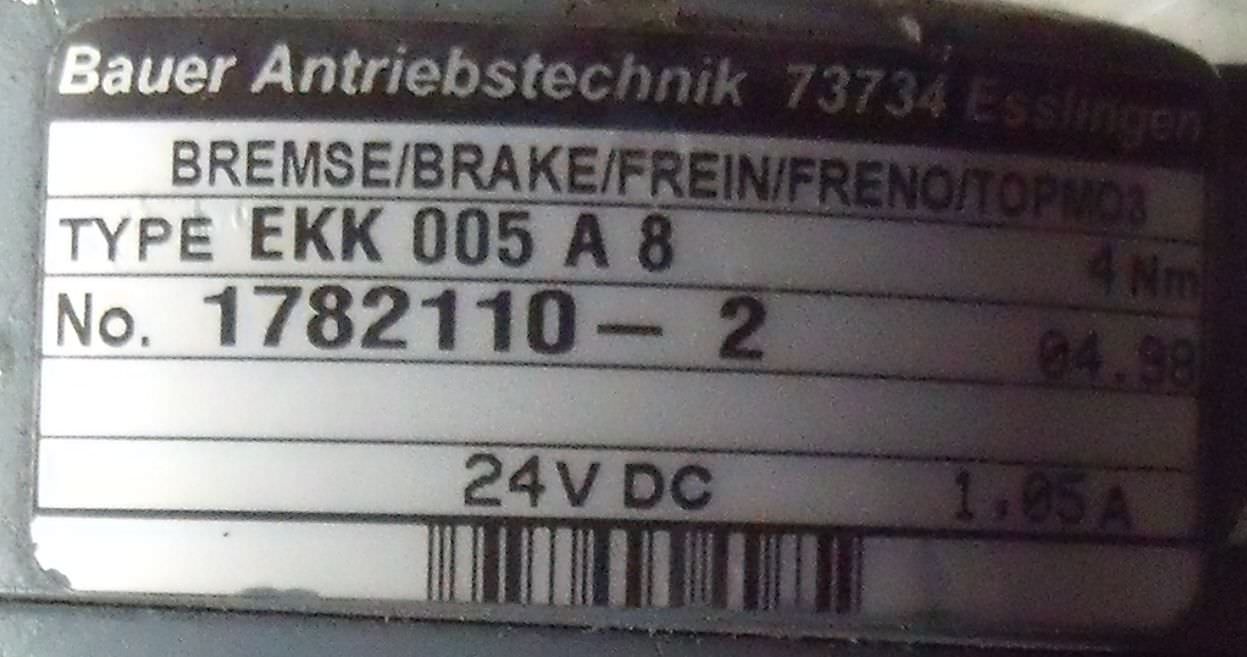 Bauer Antriebstechnik 73734 Esslingen
BREMSE/BRAKE/FREIN/FRENO/TOPMO3
TYPE EKK 005 A 8 4 Nm
No. 1782110 – 2 04.98
24V DC 1.05A